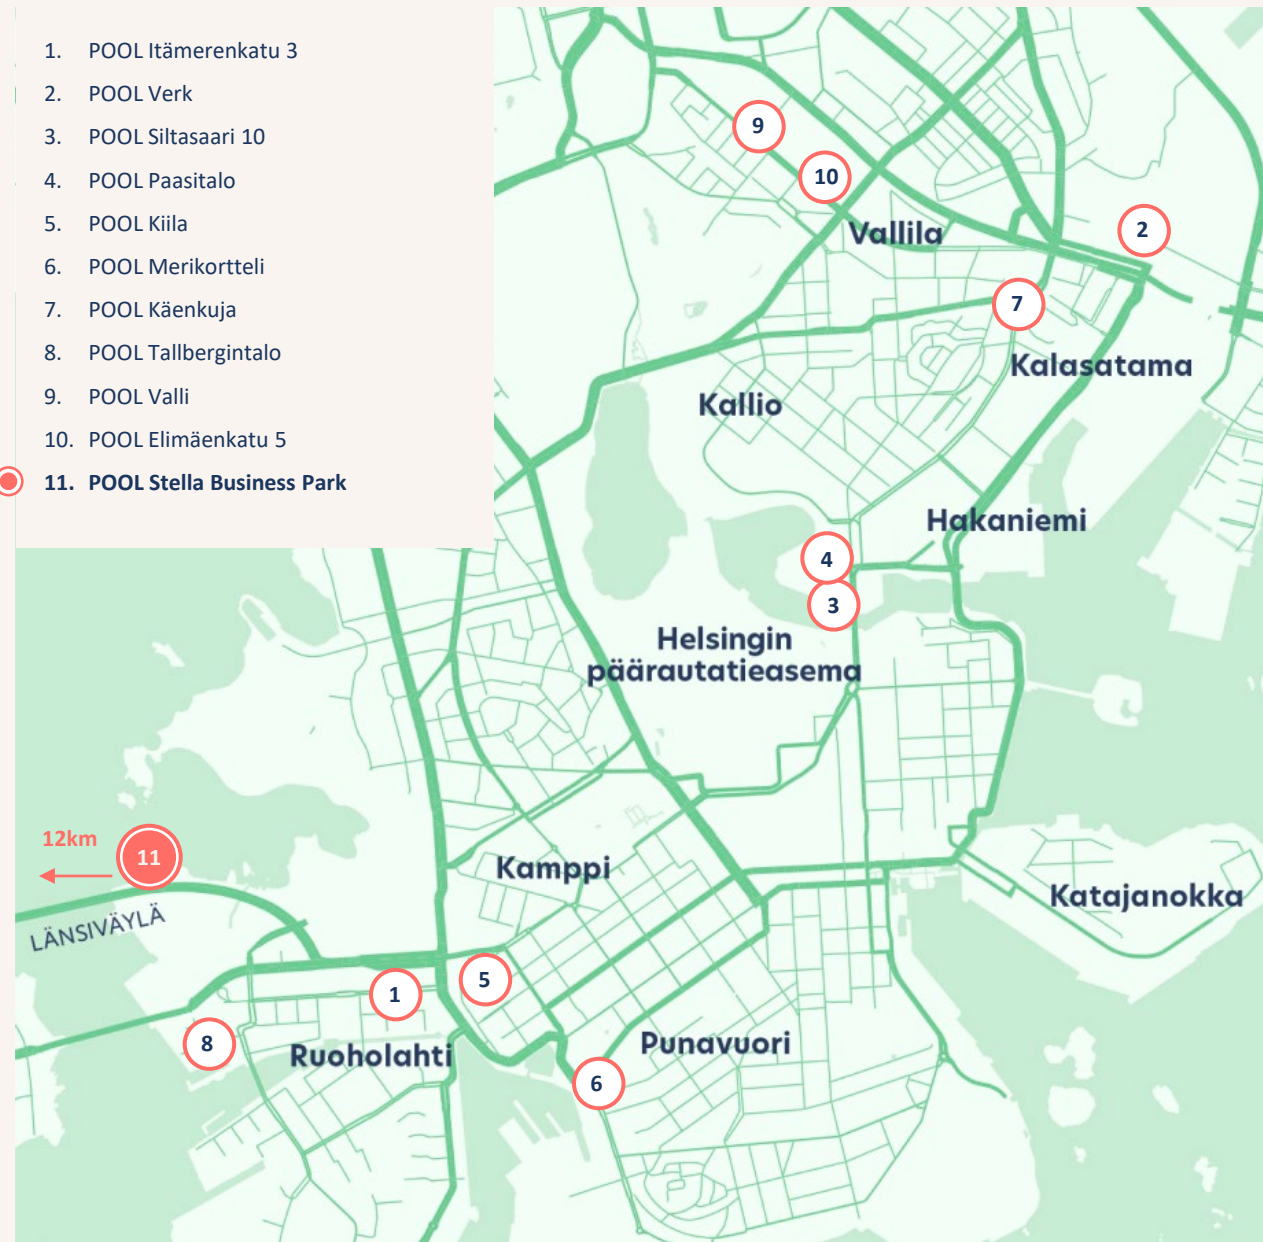 1. POOL Itämerenkatu 3
2. POOL Verk
3. POOL Siltasaari 10
4. POOL Paasitalo
5. POOL Kiila
6. POOL Merikortteli
7. POOL Käenkuja
8. POOL Tallbergintalo
9. POOL Valli
10. POOL Elimäenkatu 5
11. POOL Stella Business Park
9
10
2
Vallila
7
Kalasatama
Kallio
Hakaniemi
4
3
Helsingin
päärautatieasema
12km
11
Kamppi
Katajanokka
LÄNSIVÄYLÄ
5
1
8
Ruoholahti
Punavuori
6